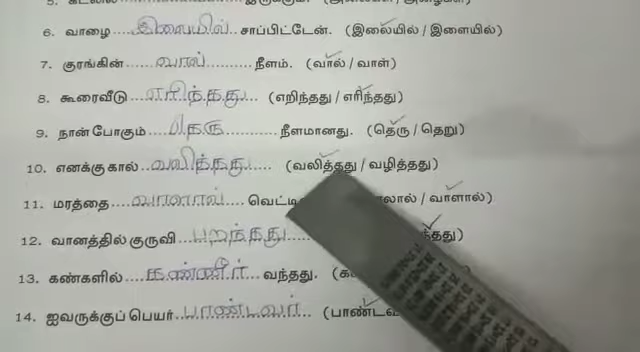 6. வாழை....இலையில்....சாப்பிட்டேன். (இலையில் / இளையில்)
7. குரங்கின்......வால்..........நீளம். (வால் / வாள்)
8. கூரைவீடு....எரிந்தது.... (எறிந்தது / எரிந்தது)
9. நான் போகும் ....தெரு..........நீளமானது. (தெரு / தெறு)
10. எனக்கு கால்...வலித்தது..... (வலித்தது / வழித்தது)
11. மரத்தை....வாளால்....வெட்டி / வாளால்)
12. வானத்தில் குருவி ...பறந்தது....
13. கண்களில் ......கண்ணீர்...வந்தது.
14. ஐவருக்குப் பெயர்...பாண்டவர்....